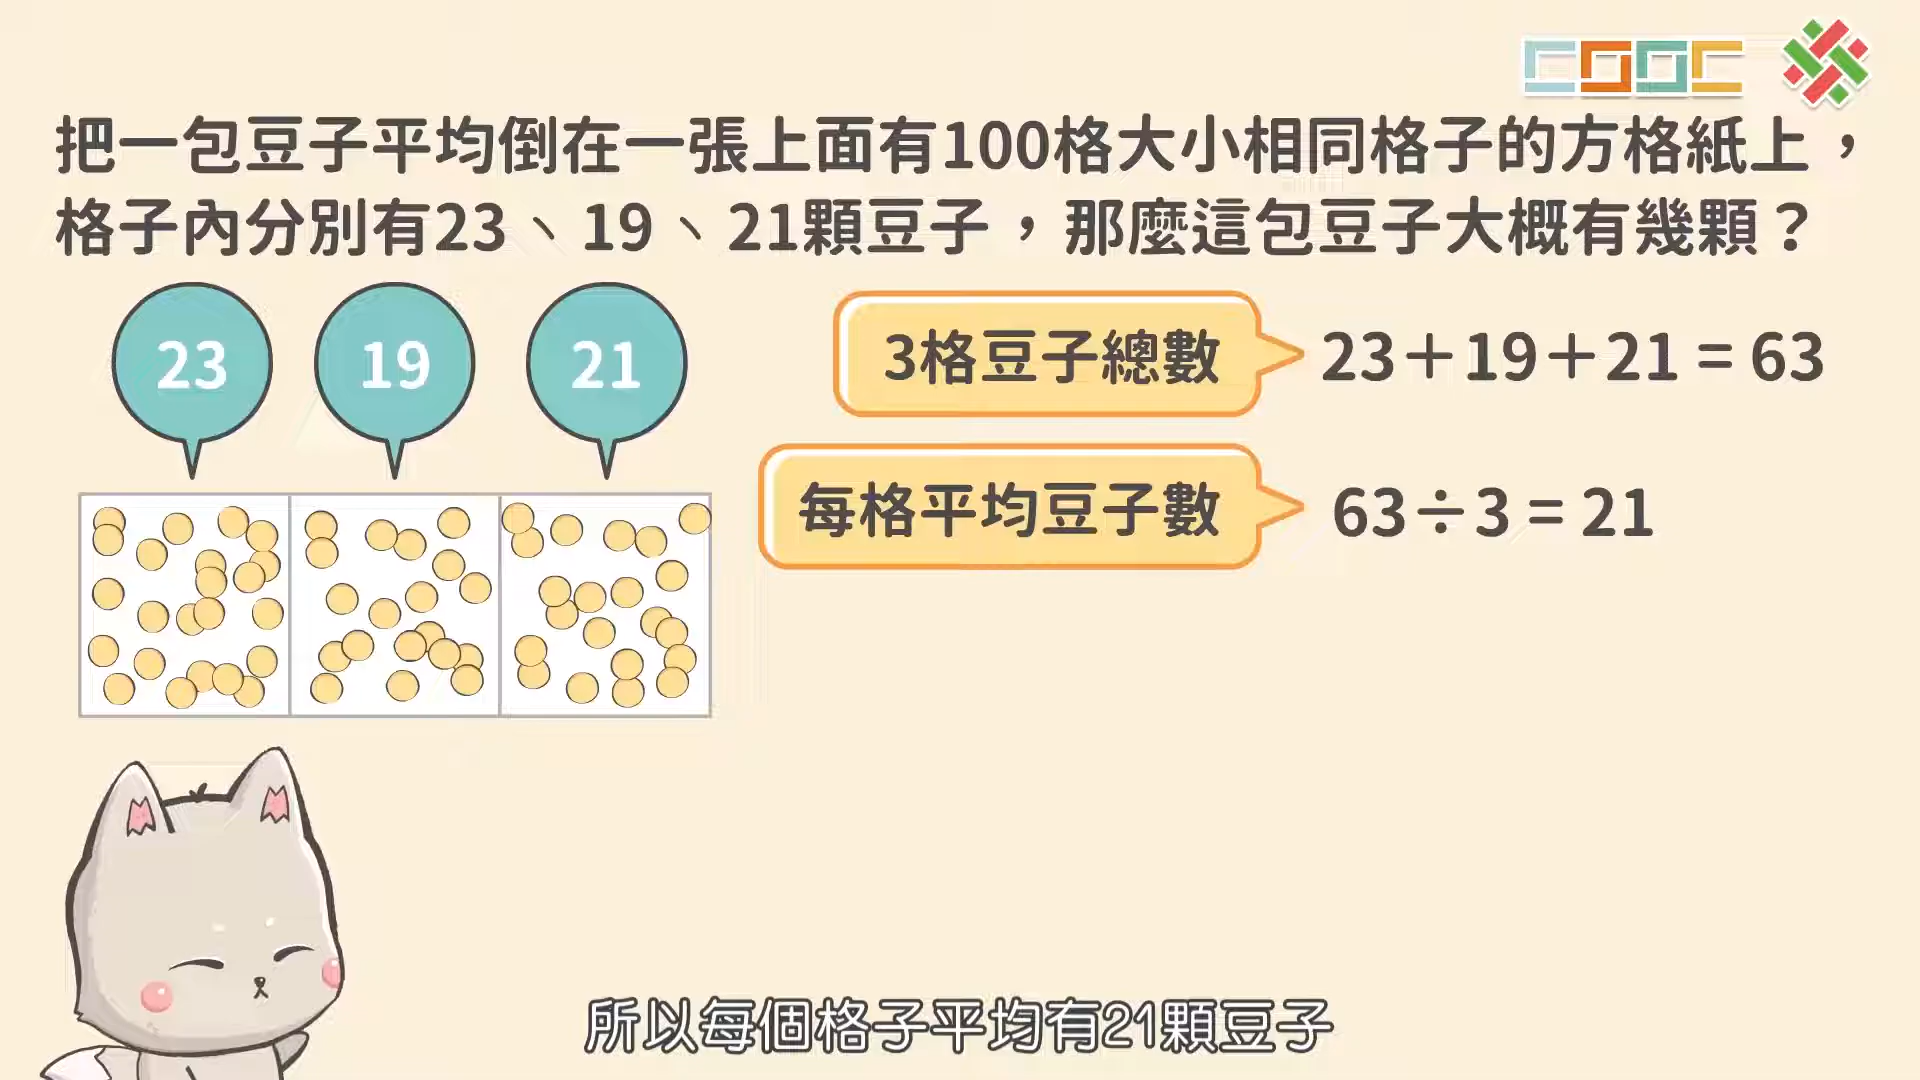 COOC
把一包豆子平均倒在一張上面有100格大小相同格子的方格紙上，
格子內分別有23、19、21顆豆子，那麼這包豆子大概有幾顆？
23 19 21
3格豆子總數 23＋19＋21 = 63
每格平均豆子數 63÷3 = 21
所以每個格子平均有21顆豆子